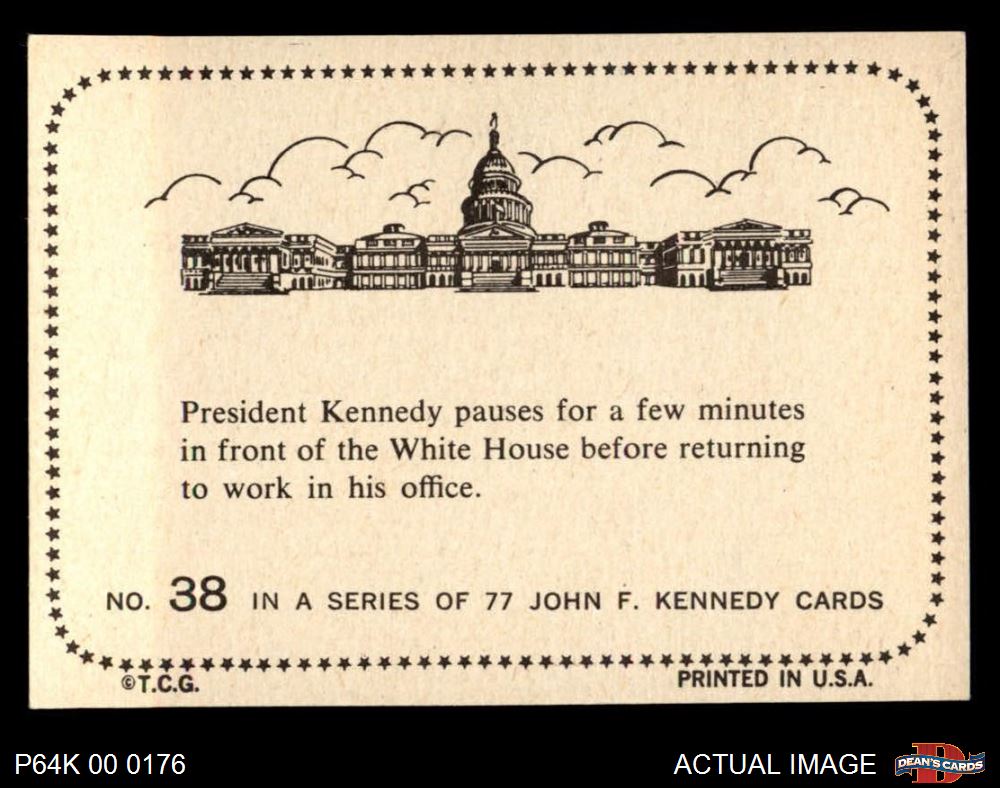 President Kennedy pauses for a few minutes
in front of the White House before returning
to work in his office.
NO. 38 IN A SERIES OF 77 JOHN F. KENNEDY CARDS
©T.C.G.
PRINTED IN U.S.A.
P64K 00 0176
ACTUAL IMAGE
D
DEAN'S CARDS